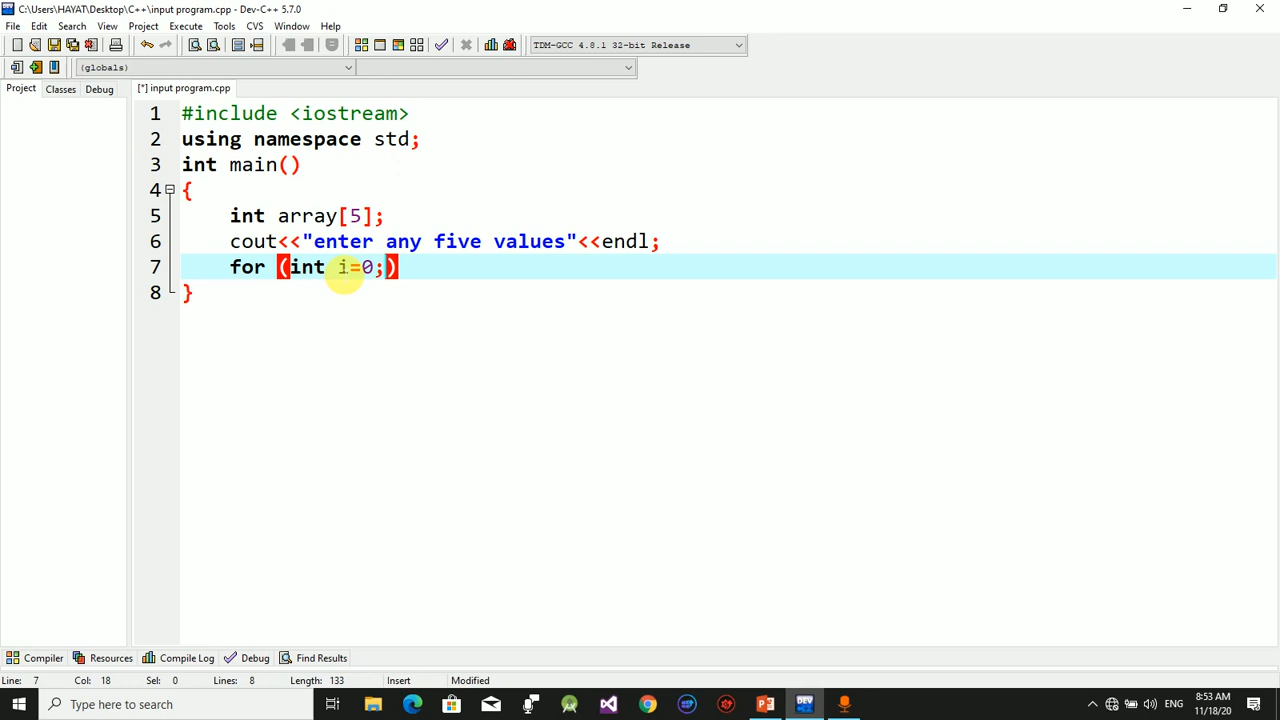 C:\Users\HAYAT\Desktop\C++\input program.cpp - Dev-C++ 5.7.0
File Edit Search View Project Execute Tools CVS Window Help
TDM-GCC 4.8.1 32-bit Release
(globals)
Project Classes Debug [*] input program.cpp
1 #include <iostream>
2 using namespace std;
3 int main()
4 {
5 int array[5];
6 cout<<"enter any five values"<<endl;
7 for (int i=0;)
8 }
Compiler Resources Compile Log Debug Find Results
Line: 7 Col: 18 Sel: 0 Lines: 8 Length: 133 Insert Modified
Type here to search ENG 8:53 AM
11/18/20